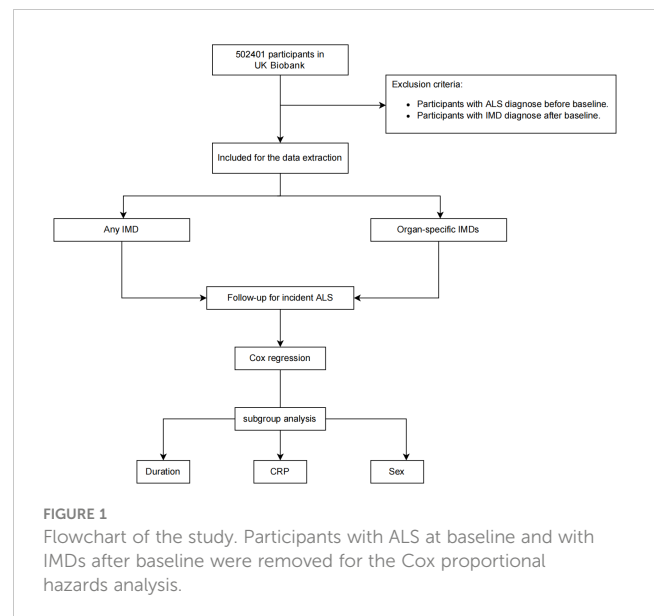 502401 participants in
UK Biobank
Exclusion criteria:
• Participants with ALS diagnose before baseline.
• Participants with IMD diagnose after baseline.
Included for the data extraction
Any IMD
Organ-specific IMDs
Follow-up for incident ALS
Cox regression
subgroup analysis
Duration
CRP
Sex
FIGURE 1
Flowchart of the study. Participants with ALS at baseline and with
IMDs after baseline were removed for the Cox proportional
hazards analysis.